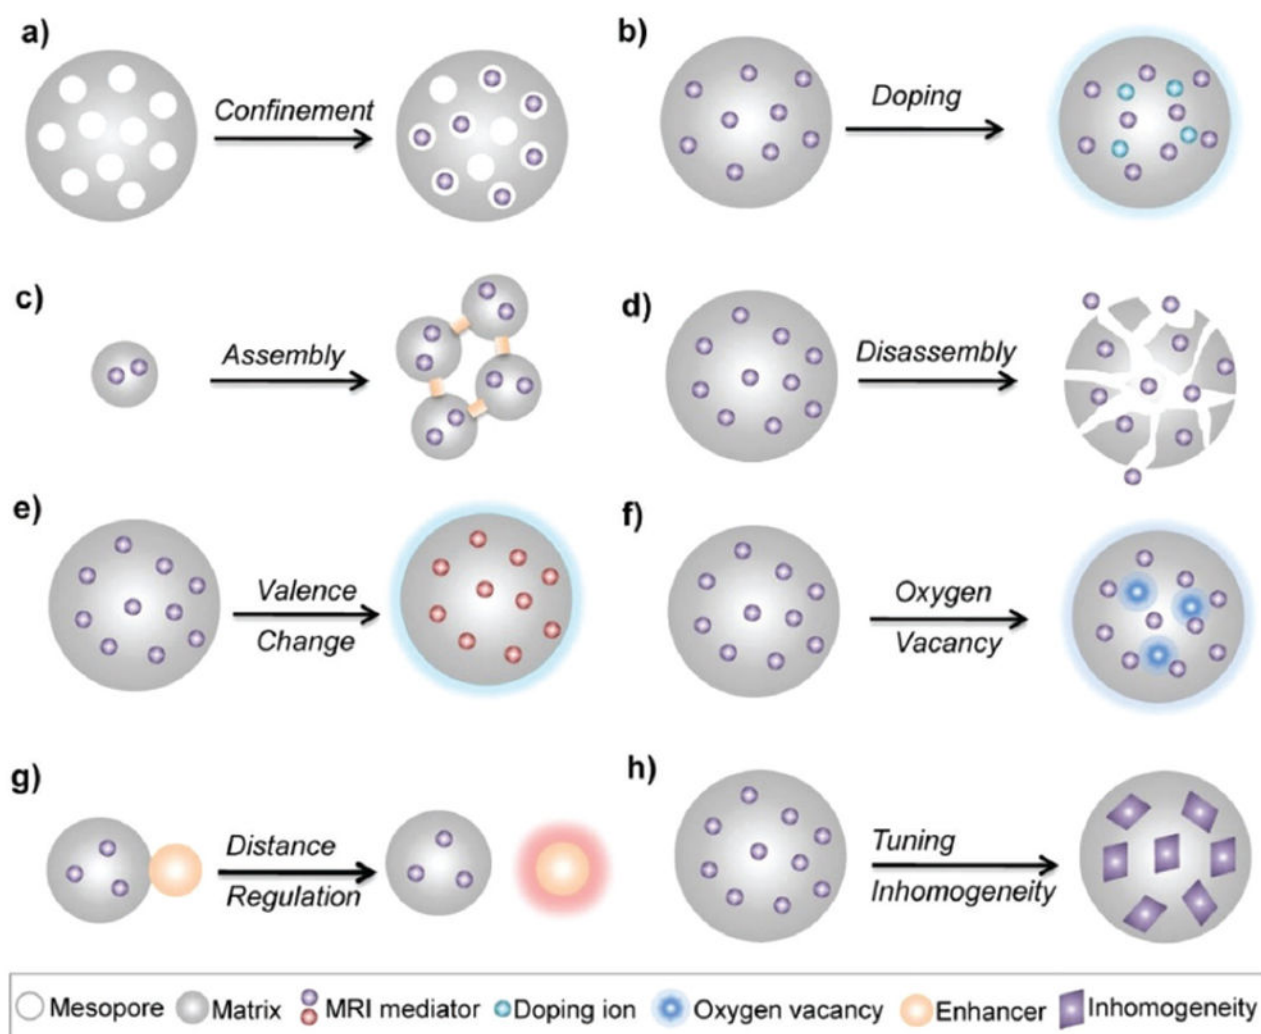 a)
Confinement
b)
Doping
c)
Assembly
d)
Disassembly
e)
Valence
Change
f)
Oxygen
Vacancy
g)
Distance
Regulation
h)
Tuning
Inhomogeneity
Mesopore Matrix MRI mediator Doping ion Oxygen vacancy Enhancer Inhomogeneity